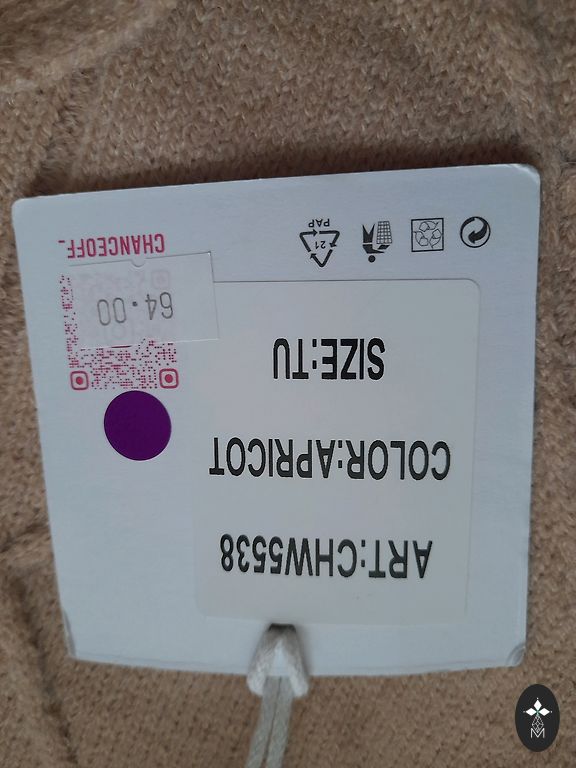 ART:CHW5538
COLOR:APRICOT
SIZE:TU
64.00
CHANCEOFF_
21
PAP
M